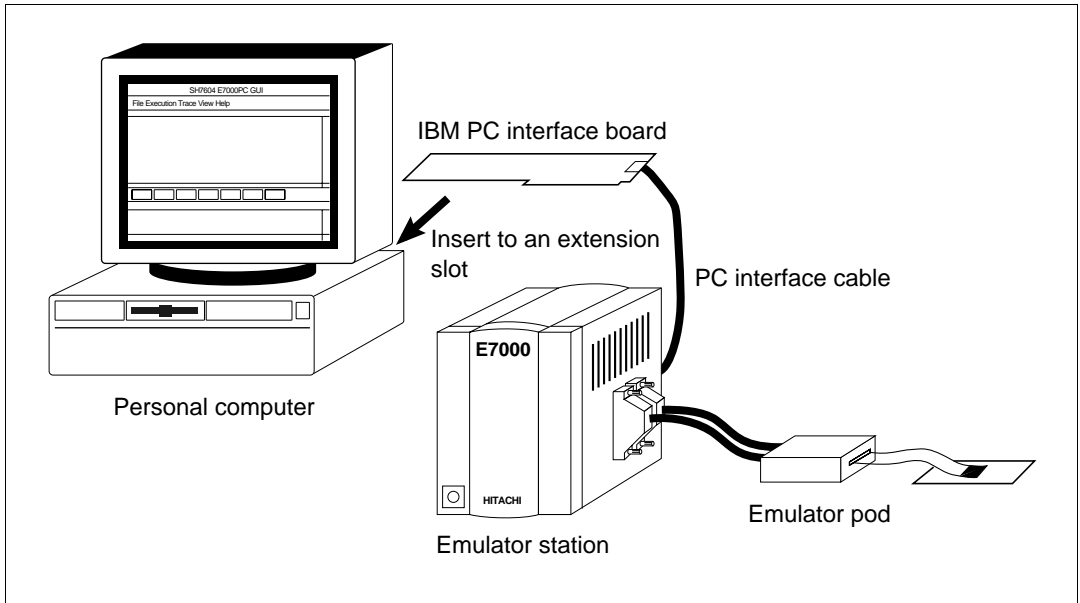 SH7604 E7000PC GUI
File Execution Trace View Help
IBM PC interface board
Insert to an extension
slot
PC interface cable
E7000
HITACHI
Personal computer
Emulator pod
Emulator station